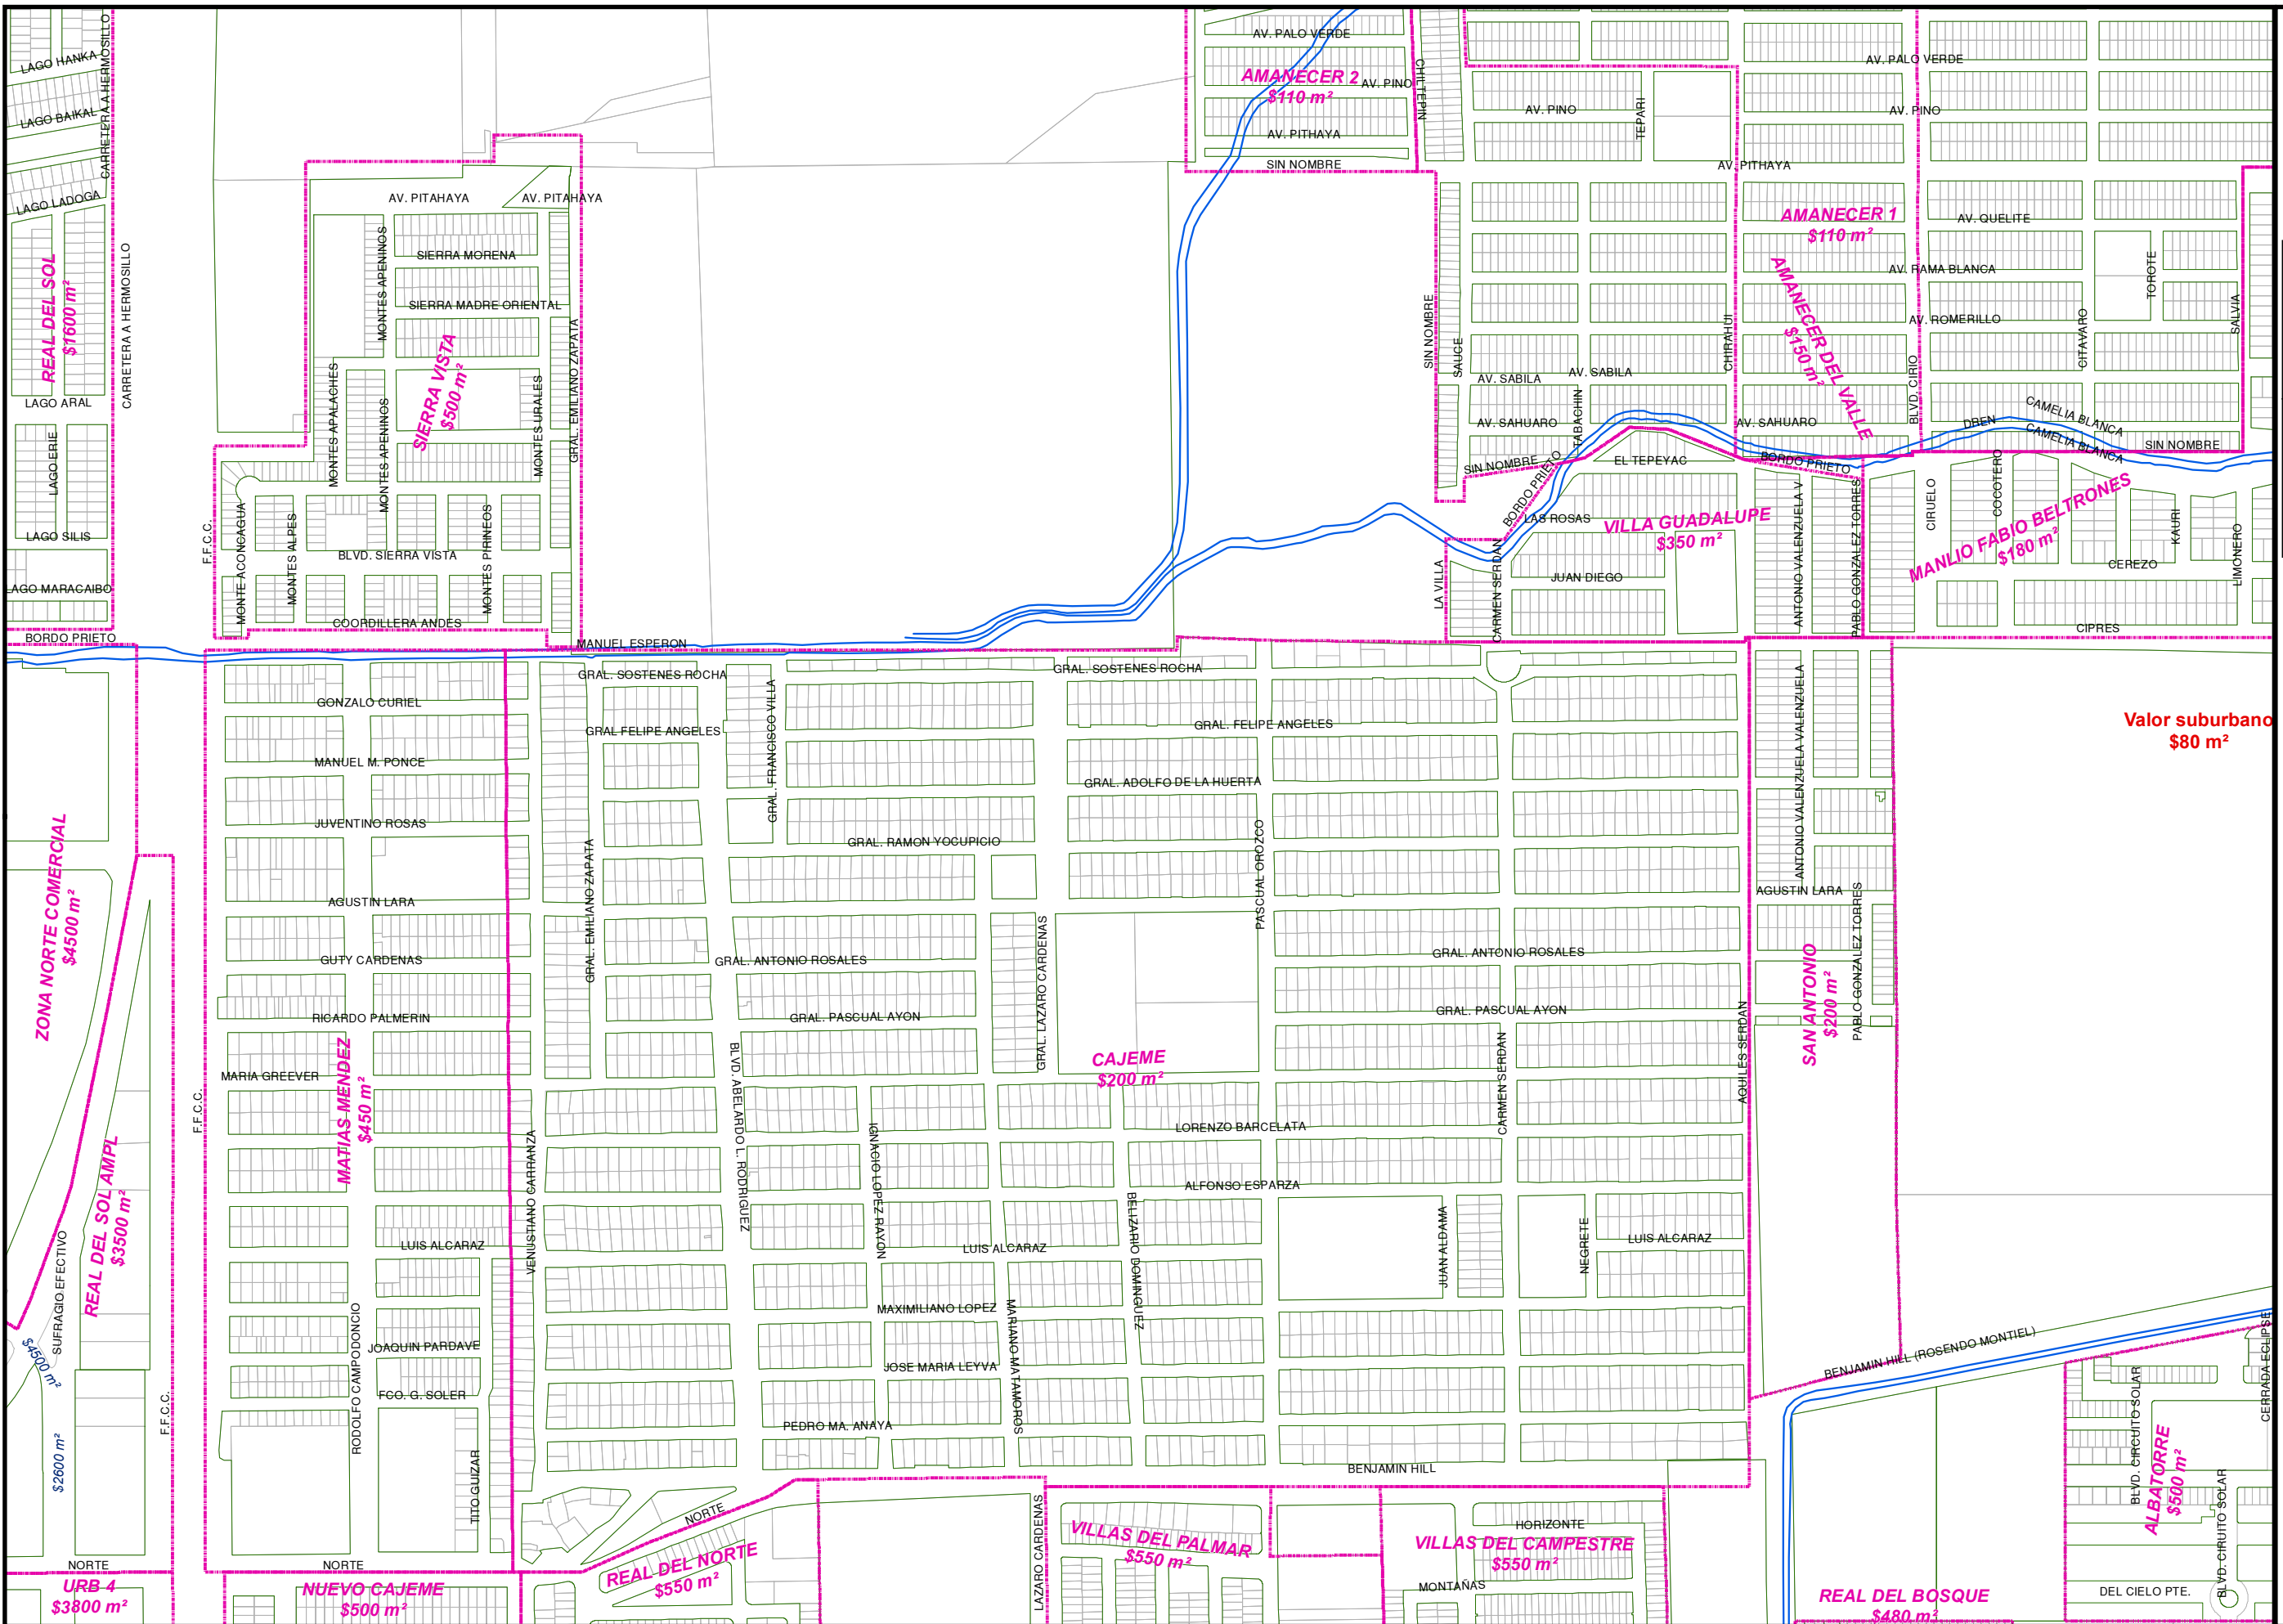 LAGO HANKA
LAGO BAIKAL
LAGO LADOGA
CARRETERA A HERMOSILLO
CARRETERA A HERMOSILLO
REAL DEL SOL
$1600 m²
LAGO ARAL
LAGO ERIE
LAGO SILIS
LAGO MARACAIBO
BORDO PRIETO
F.F.C.C.
AV. PITAHAYA
AV. PITAHAYA
SIERRA MORENA
SIERRA MADRE ORIENTAL
MONTES APENINOS
MONTES APALACHES
MONTES APENINOS
SIERRA VISTA
$500 m²
MONTES URALES
GRAL. EMILIANO ZAPATA
MONTE ACONCAGUA
MONTES ALPES
BLVD. SIERRA VISTA
MONTES PIRINEOS
COORDILLERA ANDES
MANUEL ESPERON
AV. PALO VERDE
AMANECER 2
$110 m²
AV. PINO
AV. PITHAYA
SIN NOMBRE
CHILTEPIN
AV. PINO
TEPARI
AV. PALO VERDE
AV. PINO
AV. PITHAYA
AMANECER 1
$110 m²
AV. QUELITE
AV. RAMA BLANCA
TOROTE
AMANECER DEL VALLE
$150 m²
AV. ROMERILLO
CITAVARO
SALVIA
SIN NOMBRE
SAUCE
CHIRAHUI
BLVD. CIRIO
AV. SABILA
AV. SABILA
AV. SAHUARO
TABACHIN
AV. SAHUARO
DREN
CAMELIA BLANCA
CAMELIA BLANCA
SIN NOMBRE
SIN NOMBRE
BORDO PRIETO
EL TEPEYAC
BORDO PRIETO
LAS ROSAS
VILLA GUADALUPE
$350 m²
JUAN DIEGO
LA VILLA
CARMEN SERDAN
ANTONIO VALENZUELA V
PABLO GONZALEZ TORRES
CIRUELO
COCOTERO
MANLIO FABIO BELTRONES
$180 m²
KAURI
CEREZO
LIMONERO
CIPRES
GONZALO CURIEL
MANUEL M. PONCE
JUVENTINO ROSAS
AGUSTIN LARA
GUTY CARDENAS
RICARDO PALMERIN
MARIA GREEVER
MATIAS MENDEZ
$450 m²
ZONA NORTE COMERCIAL
$4500 m²
REAL DEL SOL AMPL
$3500 m²
SUFRAGIO EFECTIVO
$4500 m²
$2600 m²
F.F.C.C.
F.F.C.C.
LUIS ALCARAZ
JOAQUIN PARDAVE
FCO. G. SOLER
RODOLFO CAMPODONCIO
TITO GUIZAR
NORTE
NORTE
URB 4
$3800 m²
NUEVO CAJEME
$500 m²
GRAL. SOSTENES ROCHA
GRAL FELIPE ANGELES
GRAL. FRANCISCO VILLA
GRAL. SOSTENES ROCHA
GRAL. FELIPE ANGELES
GRAL. ADOLFO DE LA HUERTA
GRAL. RAMON YOCUPICIO
GRAL. EMILIANO ZAPATA
GRAL. ANTONIO ROSALES
GRAL. PASCUAL AYON
GRAL. LAZARO CARDENAS
PASCUAL OROZCO
GRAL. ANTONIO ROSALES
GRAL. PASCUAL AYON
CAJEME
$200 m²
VENUSTIANO CARRANZA
BLVD. ABELARDO L. RODRIGUEZ
IGNACIO LOPEZ RAYON
LORENZO BARCELATA
ALFONSO ESPARZA
LUIS ALCARAZ
BELIZARIO DOMINGUEZ
MAXIMILIANO LOPEZ
MARIANO MATAMOROS
JOSE MARIA LEYVA
PEDRO MA. ANAYA
CARMEN SERDAN
JUAN ALDAMA
NEGRETE
LUIS ALCARAZ
AQUILES SERDAN
BENJAMIN HILL
ANTONIO VALENZUELA VALENZUELA
AGUSTIN LARA
PABLO GONZALEZ TORRES
SAN ANTONIO
$200 m²
Valor suburbano
$80 m²
BENJAMIN HILL (ROSENDO MONTIEL)
CERRADA ECLIPSE
BLVD. CIRCUITO SOLAR
ALBATORRE
$500 m²
BLVD. CIRUITO SOLAR
DEL CIELO PTE.
REAL DEL BOSQUE
$480 m²
NORTE
REAL DEL NORTE
$550 m²
LAZARO CARDENAS
VILLAS DEL PALMAR
$550 m²
HORIZONTE
VILLAS DEL CAMPESTRE
$550 m²
MONTAÑAS